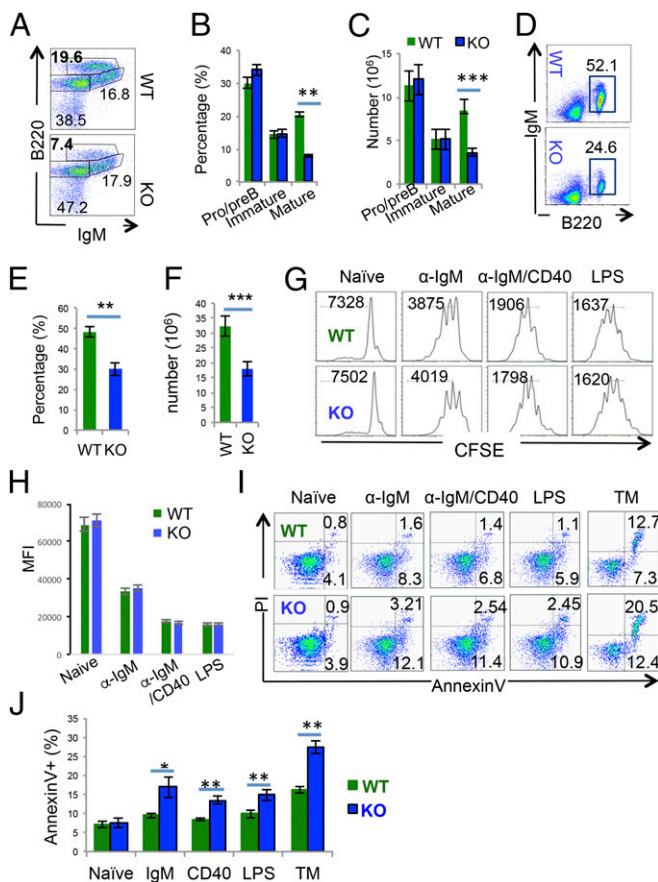 A
19.6
16.8
38.5
WT
7.4
17.9
47.2
KO
B220
IgM
B
Percentage (%)
40
30
20
10
0
**
Pro/preB
Immature
Mature
C
WT
KO
Number (10⁶)
15
10
5
0
***
Pro/preB
Immature
Mature
D
IgM
WT
52.1
KO
24.6
B220
E
Percentage (%)
60
50
40
30
20
10
0
**
WT KO
F
number (10⁶)
40
35
30
25
20
15
10
5
0
***
WT
KO
G
Naïve α-IgM α-IgM/CD40 LPS
7328 3875 1906 1637
WT
7502 4019 1798 1620
KO
CFSE
H
WT
KO
MFI
80000
60000
40000
20000
0
Naive
α-IgM
α-IgM
/CD40
LPS
I
Naïve α-IgM α-IgM/CD40 LPS TM
WT
0.8 1.6 1.4 1.1 12.7
4.1 8.3 6.8 5.9 7.3
PI
KO
0.9 3.21 2.54 2.45 20.5
3.9 12.1 11.4 10.9 12.4
AnnexinV
J
AnnexinV+ (%)
30
25
20
15
10
5
0
* ** ** **
WT
KO
Naïve IgM CD40 LPS TM